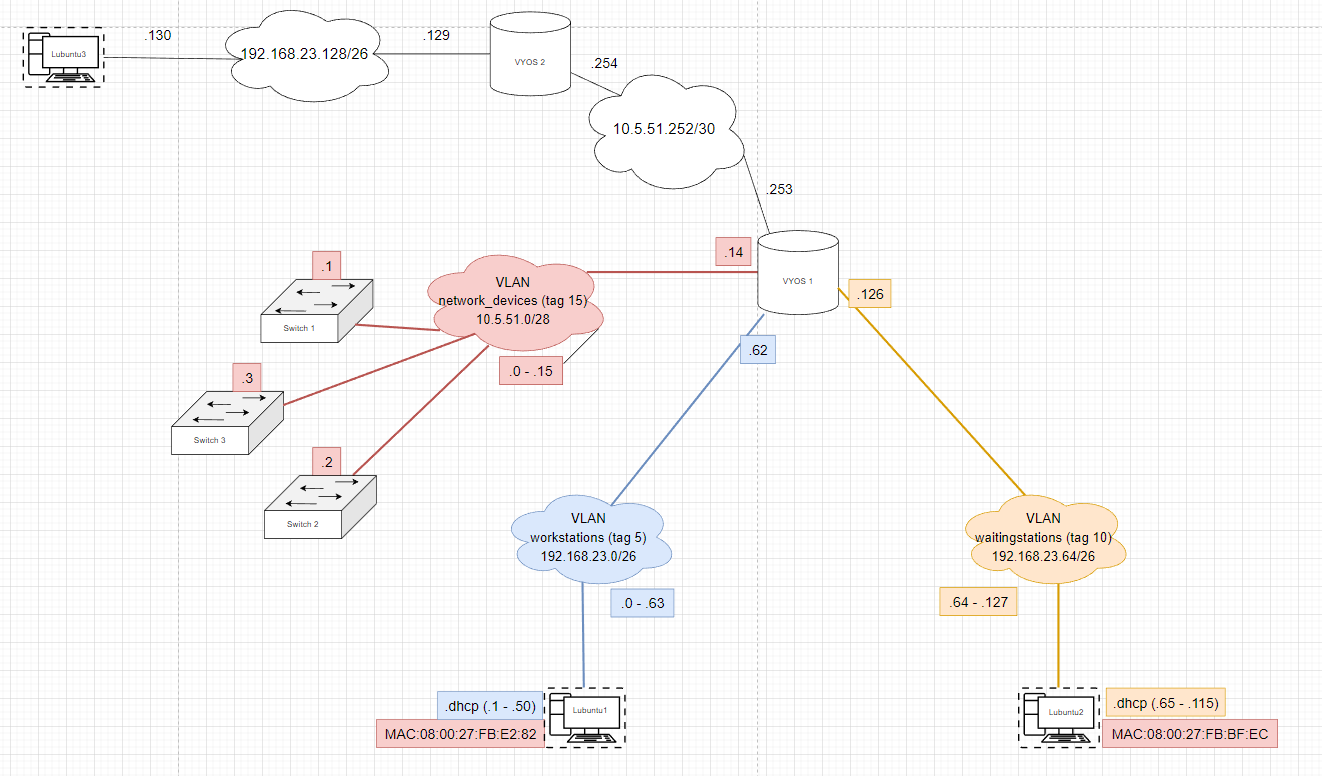 .130
.129
Lubuntu3
192.168.23.128/26
VYOS 2
.254
10.5.51.252/30
.253
.14
VYOS 1
.126
.1
VLAN
network_devices (tag 15)
10.5.51.0/28
Switch 1
.62
.0 - .15
.3
Switch 3
.2
Switch 2
VLAN
workstations (tag 5)
192.168.23.0/26
VLAN
waitingstations (tag 10)
192.168.23.64/26
.0 - .63
.64 - .127
.dhcp (.1 - .50)
Lubuntu1
MAC:08:00:27:FB:E2:82
Lubuntu2
.dhcp (.65 - .115)
MAC:08:00:27:FB:BF:EC